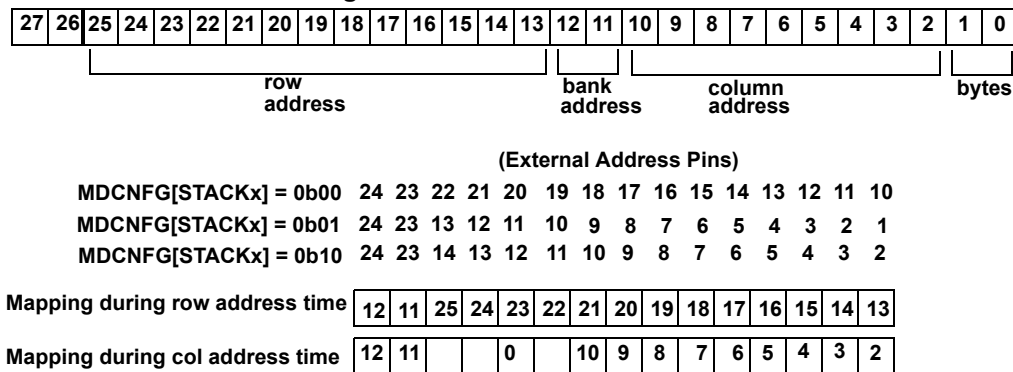 27 26 25 24 23 22 21 20 19 18 17 16 15 14 13 12 11 10 9 8 7 6 5 4 3 2 1 0
row address bank address column address bytes
(External Address Pins)
MDCNFG[STACKx] = 0b00 24 23 22 21 20 19 18 17 16 15 14 13 12 11 10
MDCNFG[STACKx] = 0b01 24 23 13 12 11 10 9 8 7 6 5 4 3 2 1
MDCNFG[STACKx] = 0b10 24 23 14 13 12 11 10 9 8 7 6 5 4 3 2
Mapping during row address time 12 11 25 24 23 22 21 20 19 18 17 16 15 14 13
Mapping during col address time 12 11 0 10 9 8 7 6 5 4 3 2